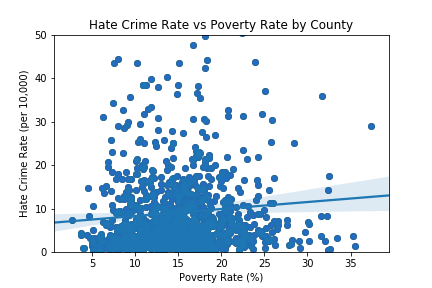 Hate Crime Rate vs Poverty Rate by County
Hate Crime Rate (per 10,000)
50
40
30
20
10
0
5 10 15 20 25 30 35
Poverty Rate (%)